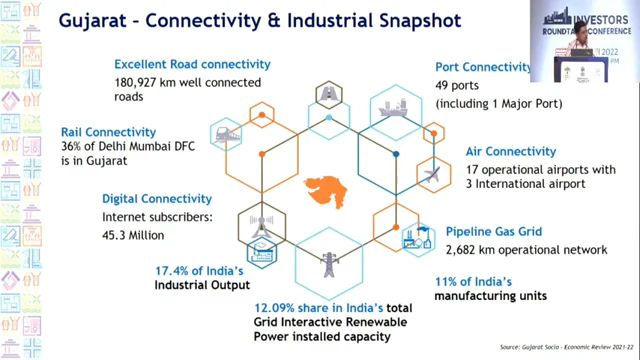 Gujarat – Connectivity & Industrial Snapshot
INVESTORS
2022
PM
Excellent Road connectivity
180,927 km well connected
roads
Port Connectivity
49 ports
(including 1 Major Port)
Rail Connectivity
36% of Delhi Mumbai DFC
is in Gujarat
Air Connectivity
17 operational airports with
3 International airport
Digital Connectivity
Internet subscribers:
45.3 Million
Pipeline Gas Grid
2,682 km operational network
17.4% of India's
Industrial Output
11% of India's
manufacturing units
12.09% share in India's total
Grid Interactive Renewable
Power installed capacity
Source: Gujarat Socio – Economic Review 2021-22